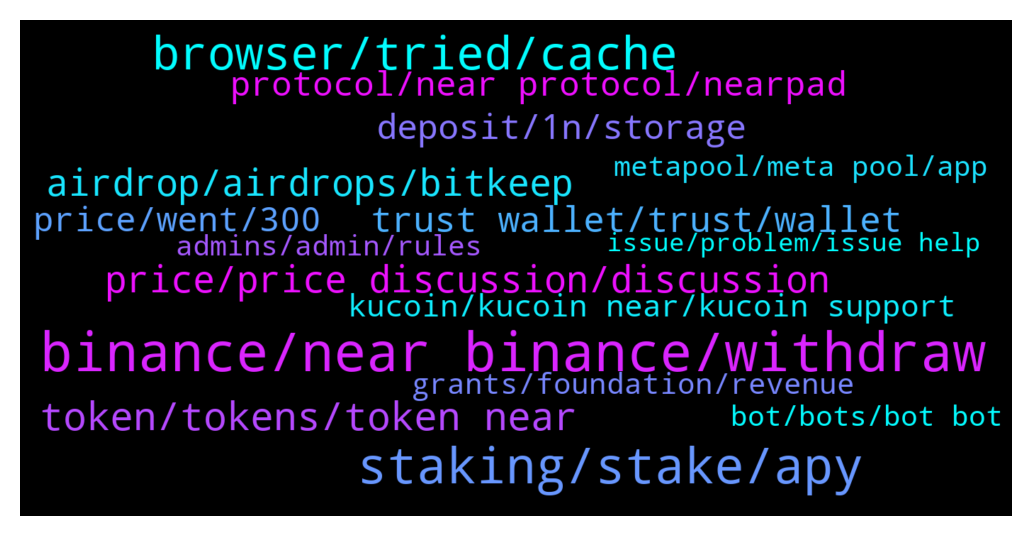 browser/tried/cache
protocol/near protocol/nearpad
deposit/1n/storage
metapool/meta pool/app
airdrop/airdrops/bitkeep
price/went/300
trust wallet/trust/wallet
admins/admin/rules
issue/problem/issue help
price/price discussion/discussion
kucoin/kucoin near/kucoin support
binance/near binance/withdraw
grants/foundation/revenue
token/tokens/token near
bot/bots/bot bot
staking/stake/apy